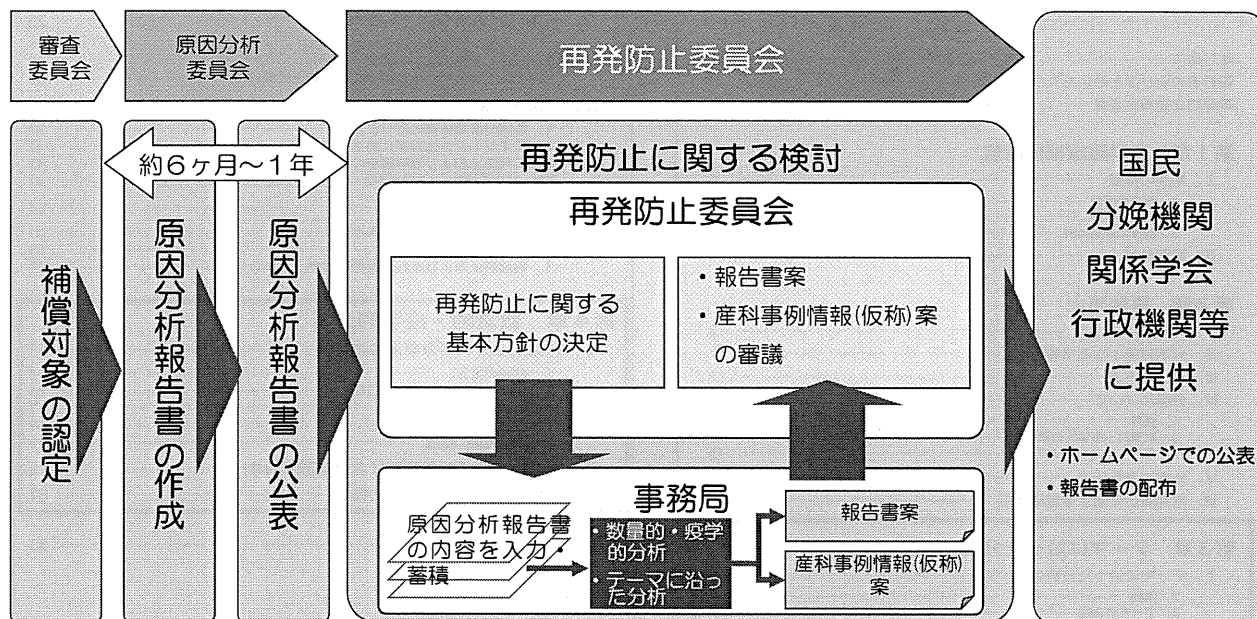 審査
委員会
原因分析
委員会
再発防止委員会
約6ヶ月～1年
補償対象の認定
原因分析報告書の作成
原因分析報告書の公表
再発防止に関する検討
再発防止委員会
再発防止に関する
基本方針の決定
・報告書案
・産科事例情報(仮称)案
の審議
事務局
原因分析報告書
の内容を入力・
蓄積
・数量的・疫学
的分析
・テーマに沿っ
た分析
報告書案
産科事例情報(仮称)
案
国民
分娩機関
関係学会
行政機関等
に提供
・ホームページでの公表
・報告書の配布